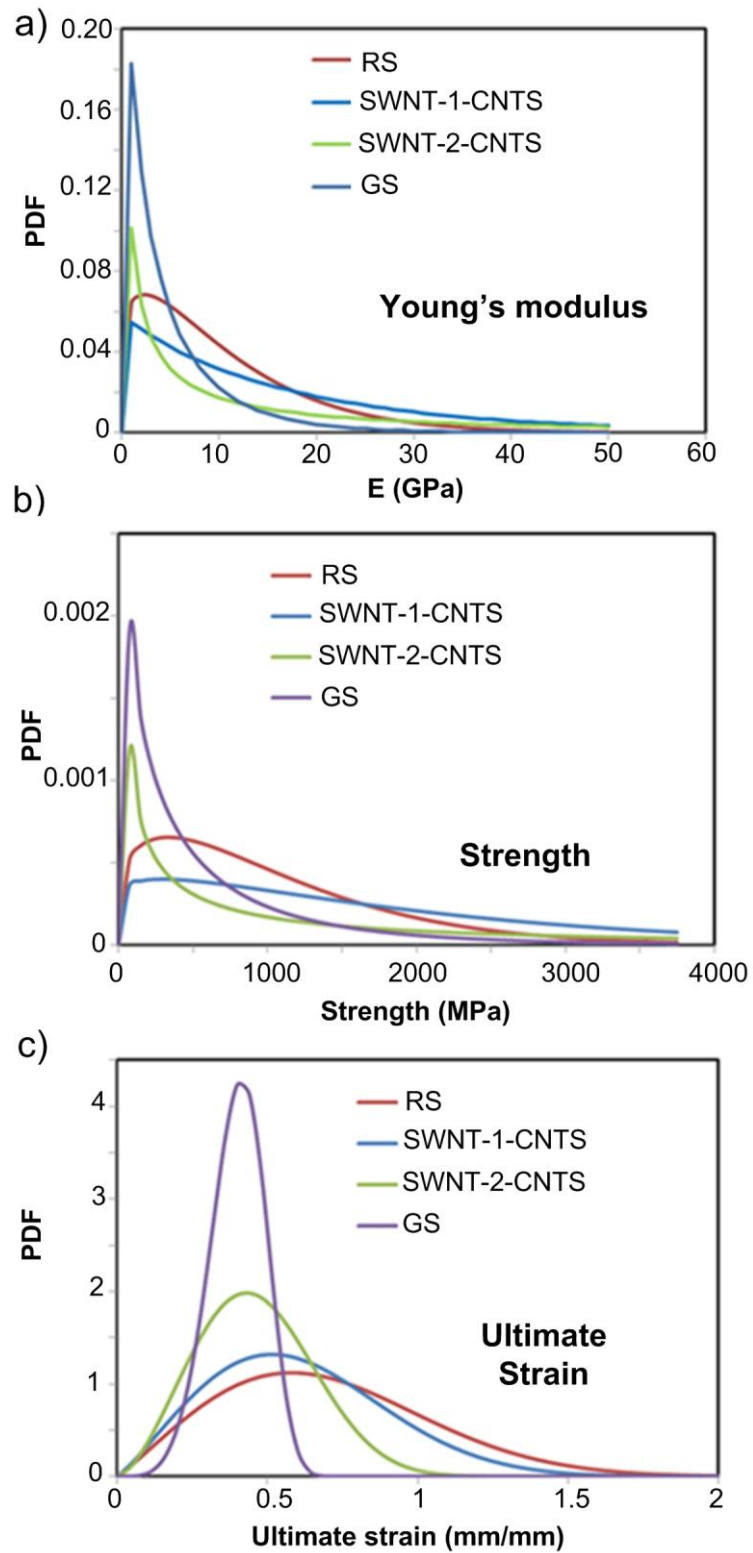 a)
0.20
0.16
0.12
0.08
0.04
0
PDF
RS
SWNT-1-CNTS
SWNT-2-CNTS
GS
Young's modulus
0 10 20 30 40 50 60
E (GPa)
b)
0.002
0.001
0
PDF
RS
SWNT-1-CNTS
SWNT-2-CNTS
GS
Strength
0 1000 2000 3000 4000
Strength (MPa)
c)
4
3
2
1
0
PDF
RS
SWNT-1-CNTS
SWNT-2-CNTS
GS
Ultimate
Strain
0 0.5 1 1.5 2
Ultimate strain (mm/mm)